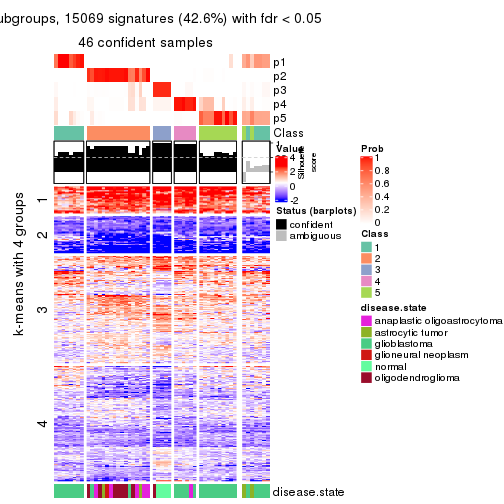 ubgroups, 15069 signatures (42.6%) with fdr < 0.05
46 confident samples
p1
p2
p3
p4
p5
Class
Value
4
2
0
-2
Silhouette
score
Status (barplots)
confident
ambiguous
Prob
1
0.8
0.6
0.4
0.2
0
Class
1
2
3
4
5
disease.state
anaplastic oligoastrocytoma
astrocytic tumor
glioblastoma
glioneural neoplasm
normal
oligodendroglioma
k-means with 4 groups
1
2
3
4
disease.state